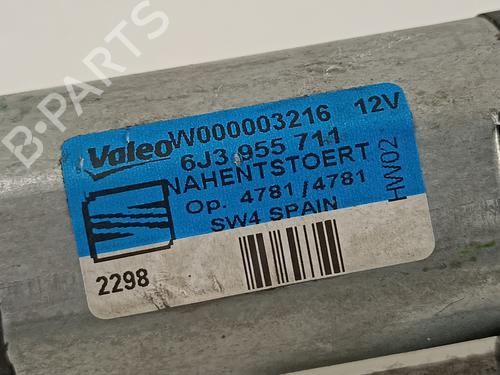 B-PARTS
Valeo W000003216 12V
6J3 955 711
NAHENTSTOERT
Op. 4781/4781
SW4 SPAIN
HW02
2298